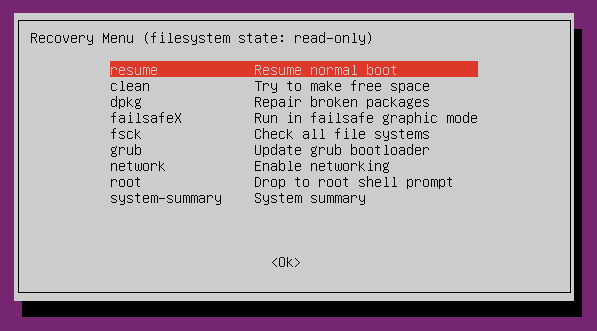 Recovery Menu (filesystem state: read-only)
resume Resume normal boot
clean Try to make free space
dpkg Repair broken packages
failsafeX Run in failsafe graphic mode
fsck Check all file systems
grub Update grub bootloader
network Enable networking
root Drop to root shell prompt
system-summary System summary
<Ok>